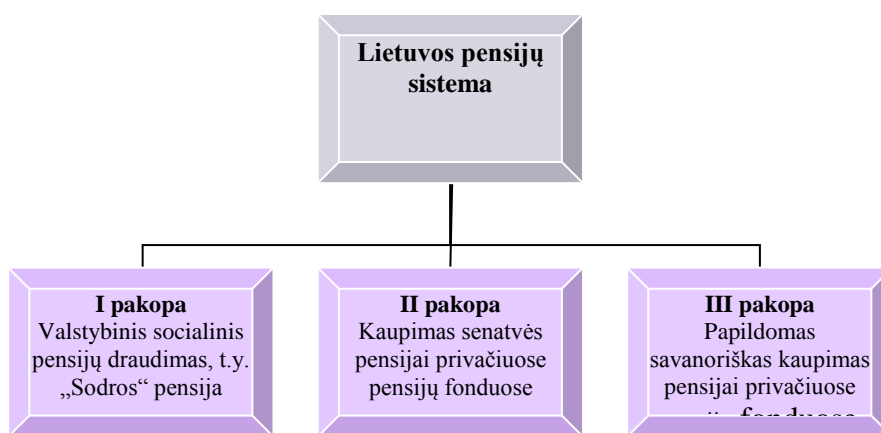 Lietuvos pensijų
sistema
I pakopa
Valstybinis socialinis
pensijų draudimas, t.y.
„Sodros“ pensija
II pakopa
Kaupimas senatvės
pensijai privačiuose
pensijų fonduose
III pakopa
Papildomas
savanoriškas kaupimas
pensijai privačiuose
fonduose